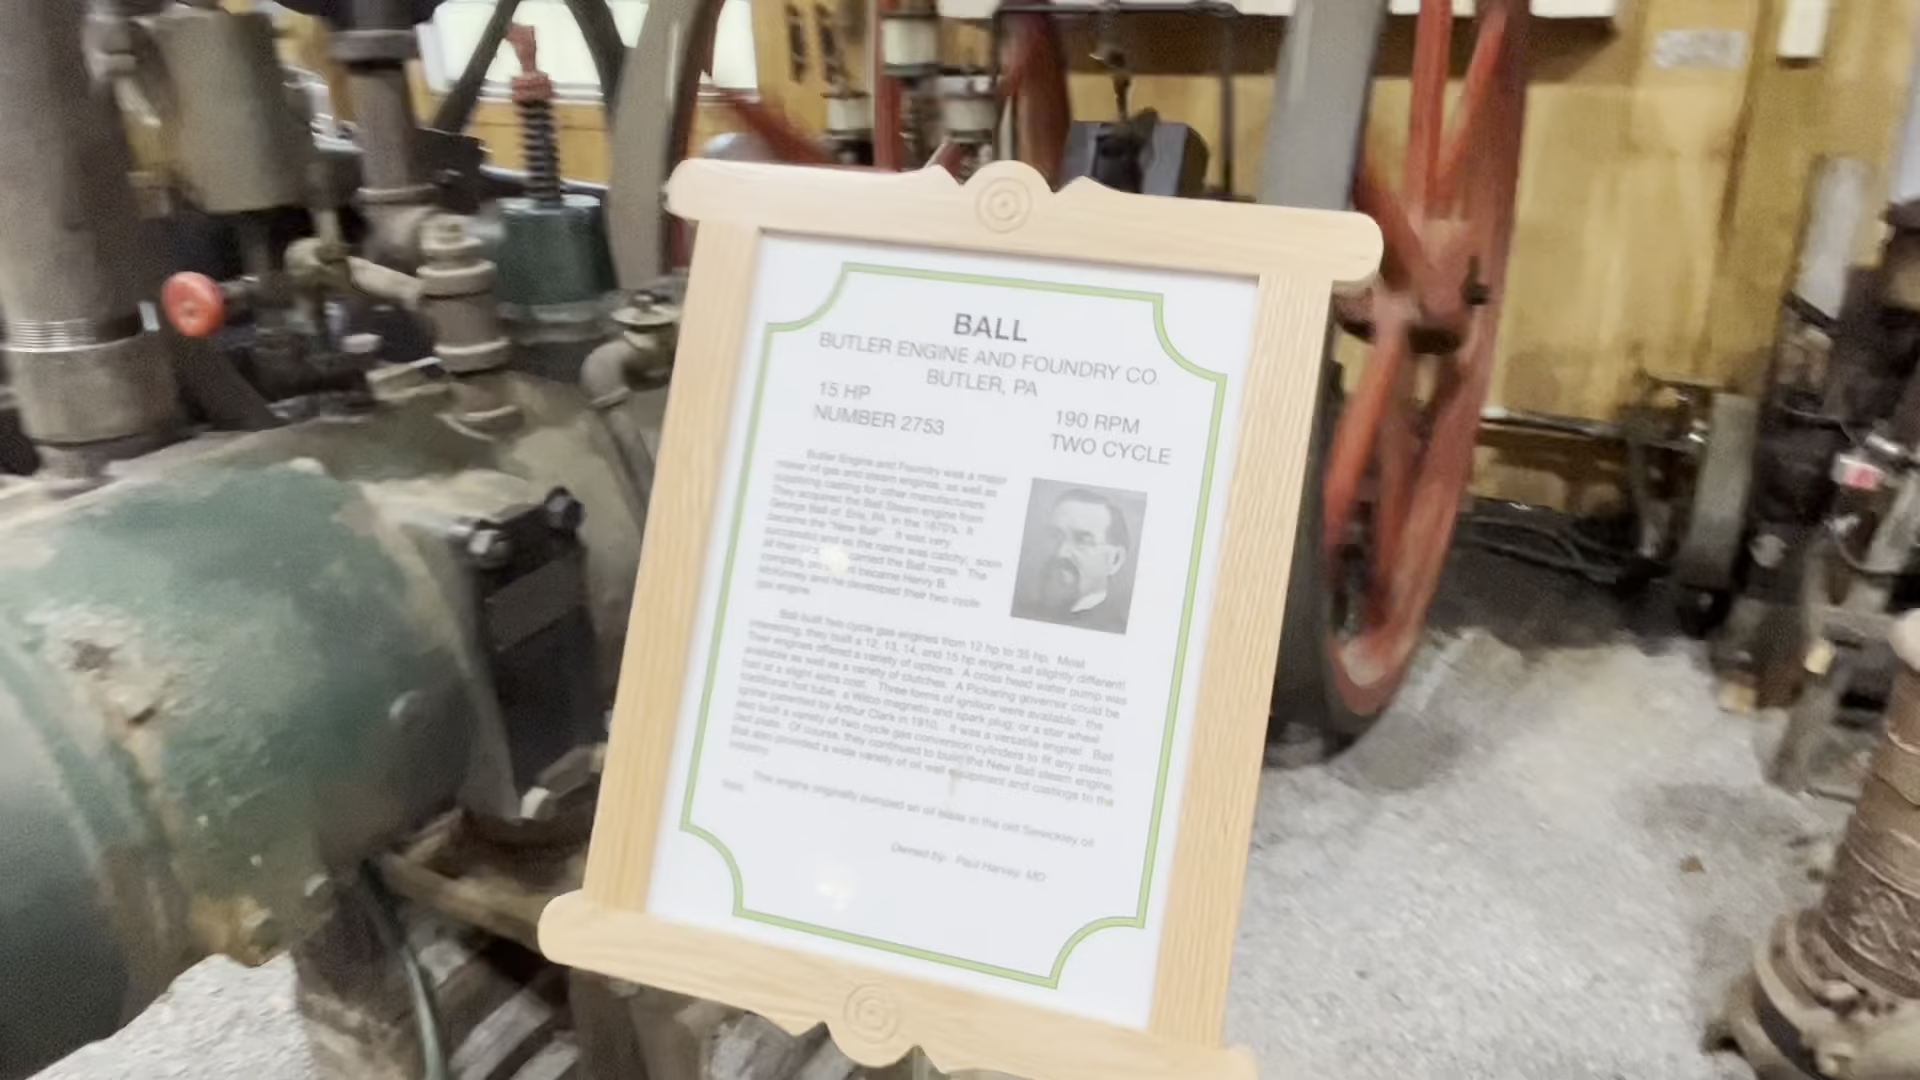 BALL
BUTLER ENGINE AND FOUNDRY CO.
BUTLER, PA
15 HP
NUMBER 2753
190 RPM
TWO CYCLE
Butler Engine and Foundry was a major
maker of gas and steam engines, as well as
supplying casting for other manufacturers.
They acquired the Ball Steam engine from
George Ball of Erie, PA. in the 1870's. It
became the "New Ball". It was very
successful and as the name was catchy, soon
all their carried the Ball name. The
company became Henry B.
McKinney and he developed their two cycle
gas engine.
Ball built two cycle gas engines from 12 hp to 35 hp. Most
interesting, they built a 12, 13, 14, and 15 hp engine, all slightly different!
Their engines offered a variety of options. A cross head water pump was
available as well as a variety of clutches. A Pickering governor could be
had at a slight extra cost. Three forms of ignition were available: the
traditional hot tube; a Wico magneto and spark plug; or a star wheel
igniter patented by Arthur Clark in 1910. It was a versatile engine! Ball
also built a variety of two cycle gas conversion cylinders to fit any steam
bed plate. Of course, they continued to build the New Ball steam engine.
Ball also provided a wide variety of oil well equipment and castings to the
industry.
This engine originally pumped an oil lease in the old Sewickley oil
field.
Owned by: Paul Harvey, MD